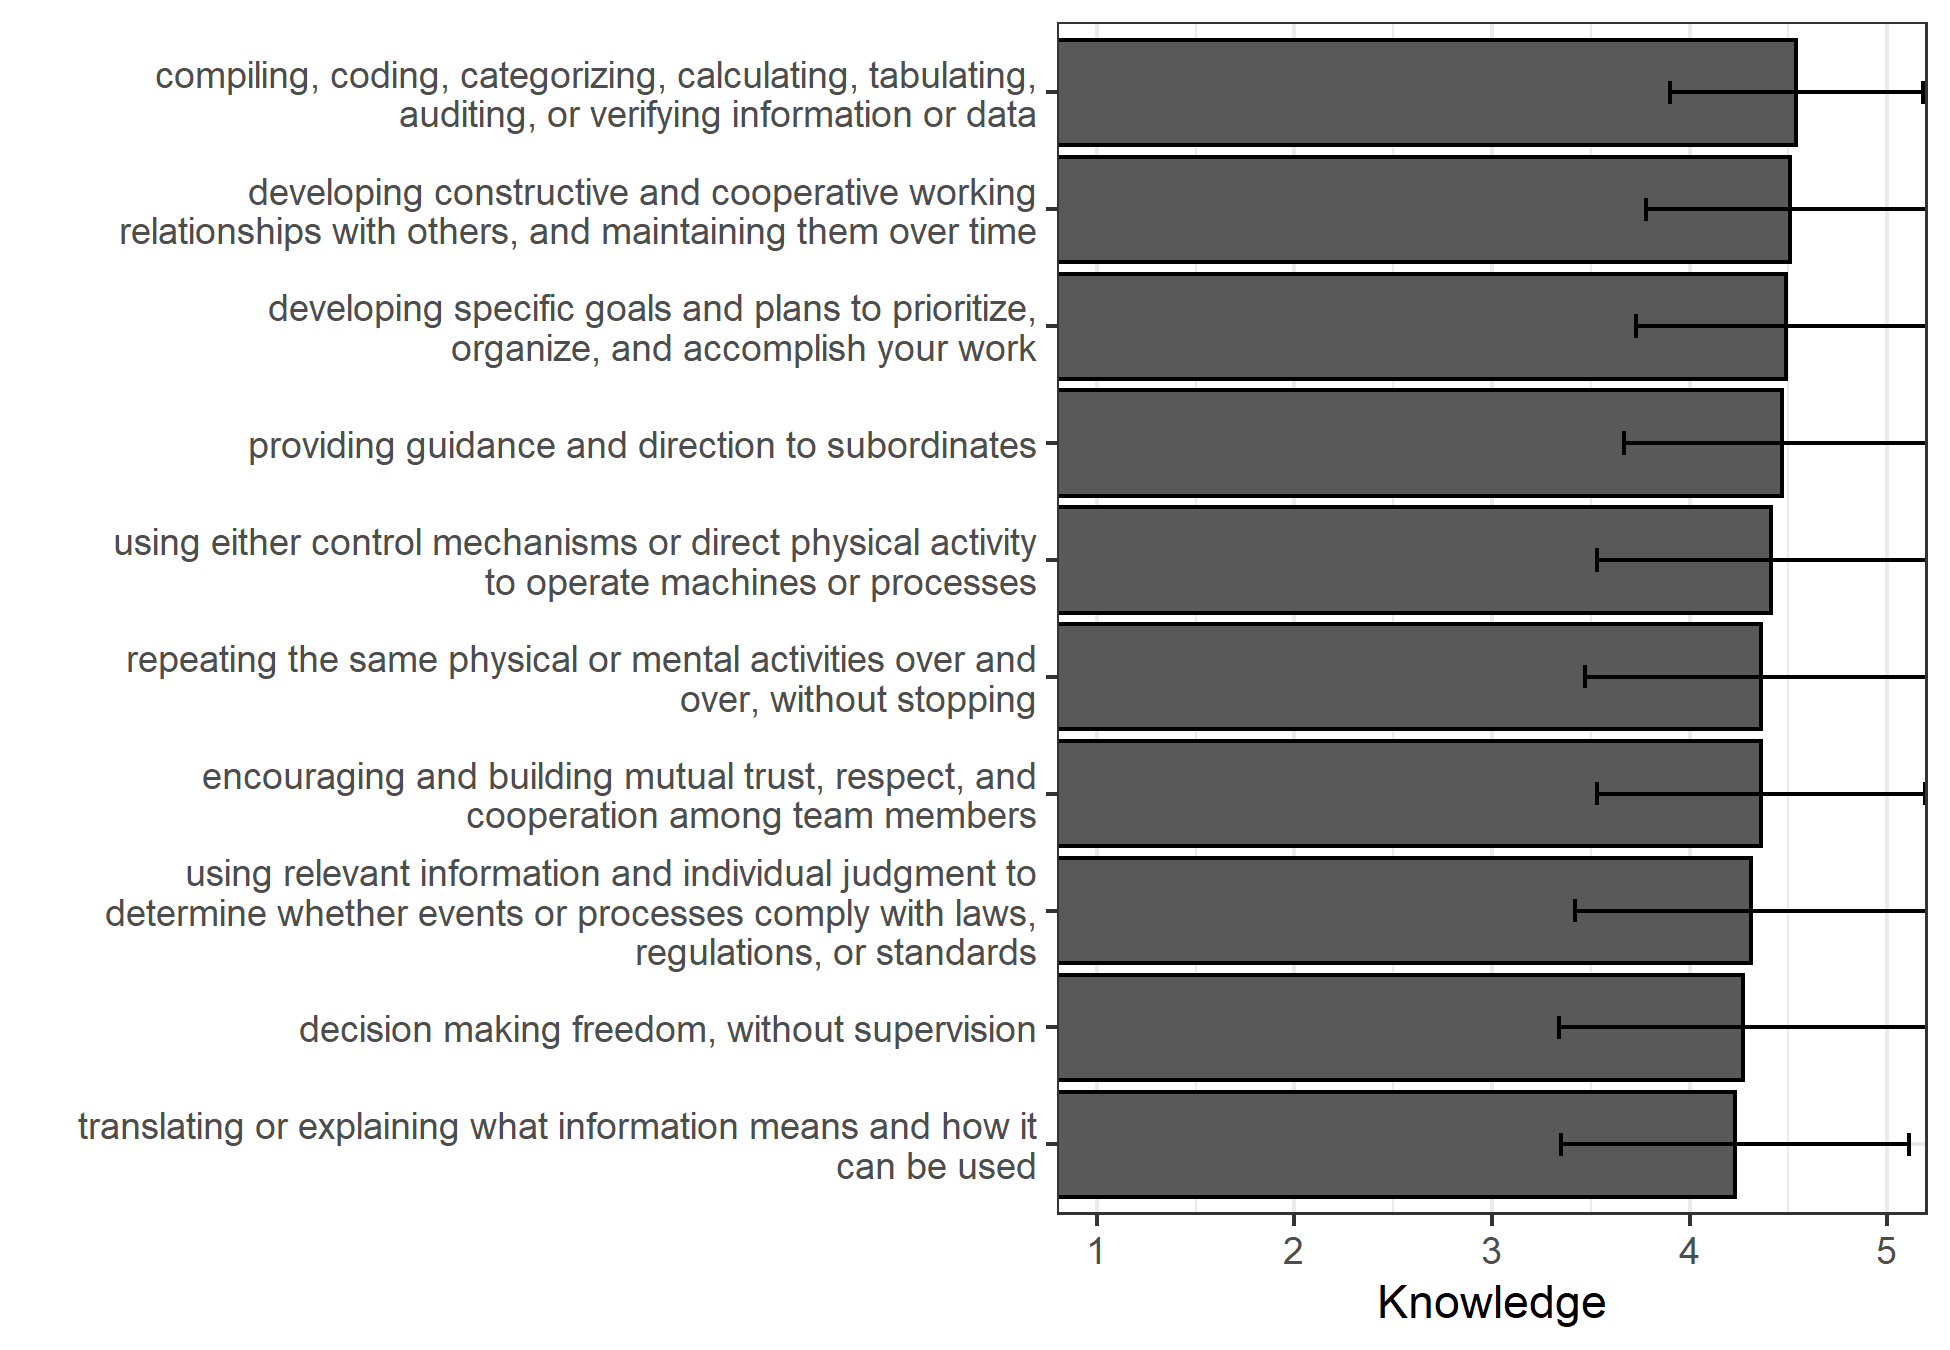 compiling, coding, categorizing, calculating, tabulating,
auditing, or verifying information or data
developing constructive and cooperative working
relationships with others, and maintaining them over time
developing specific goals and plans to prioritize,
organize, and accomplish your work
providing guidance and direction to subordinates
using either control mechanisms or direct physical activity
to operate machines or processes
repeating the same physical or mental activities over and
over, without stopping
encouraging and building mutual trust, respect, and
cooperation among team members
using relevant information and individual judgment to
determine whether events or processes comply with laws,
regulations, or standards
decision making freedom, without supervision
translating or explaining what information means and how it
can be used
1 2 3 4 5
Knowledge